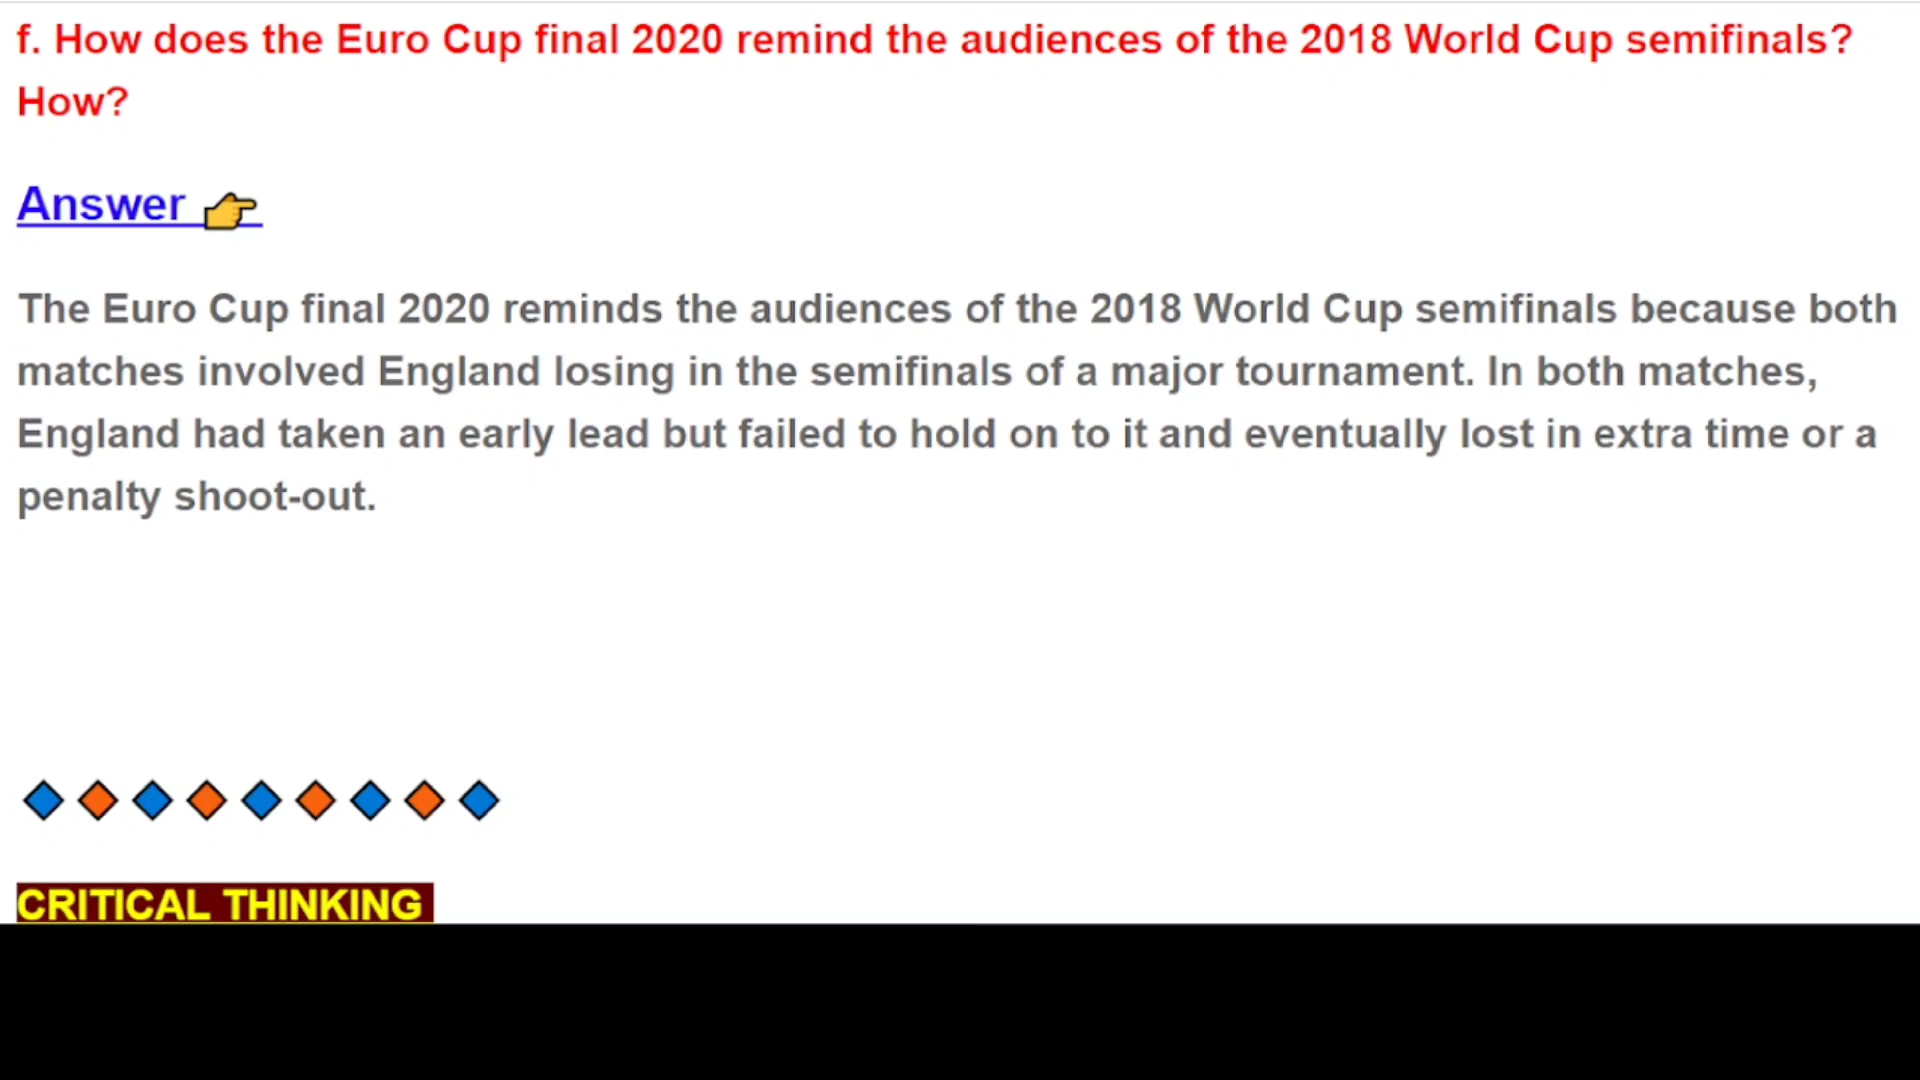 f. How does the Euro Cup final 2020 remind the audiences of the 2018 World Cup semifinals?
How?
Answer 👉
The Euro Cup final 2020 reminds the audiences of the 2018 World Cup semifinals because both
matches involved England losing in the semifinals of a major tournament. In both matches,
England had taken an early lead but failed to hold on to it and eventually lost in extra time or a
penalty shoot-out.
CRITICAL THINKING